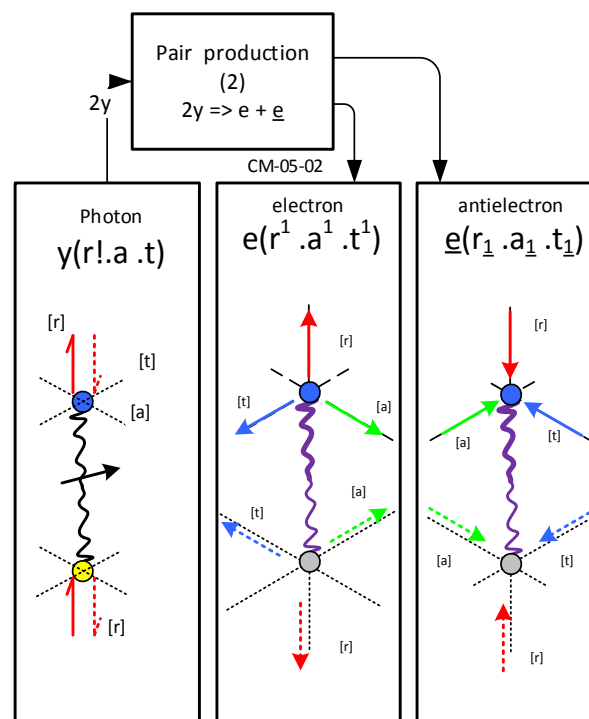 Pair production
(2)
2y => e + e
2y
CM-05-02
Photon
y(r!.a .t)
[r]
[t]
[a]
[r]
electron
e(r¹ .a¹ .t¹)
[r]
[t]
[a]
[a]
[t]
[r]
antielectron
e(r₁ .a₁ .t₁)
[r]
[a]
[t]
[a]
[t]
[r]